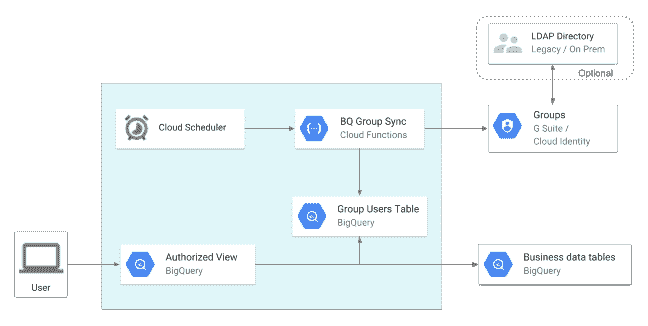 LDAP Directory
Legacy / On Prem
Optional
Cloud Scheduler
BQ Group Sync
Cloud Functions
Groups
G Suite /
Cloud Identity
Group Users Table
BigQuery
User
Authorized View
BigQuery
Business data tables
BigQuery